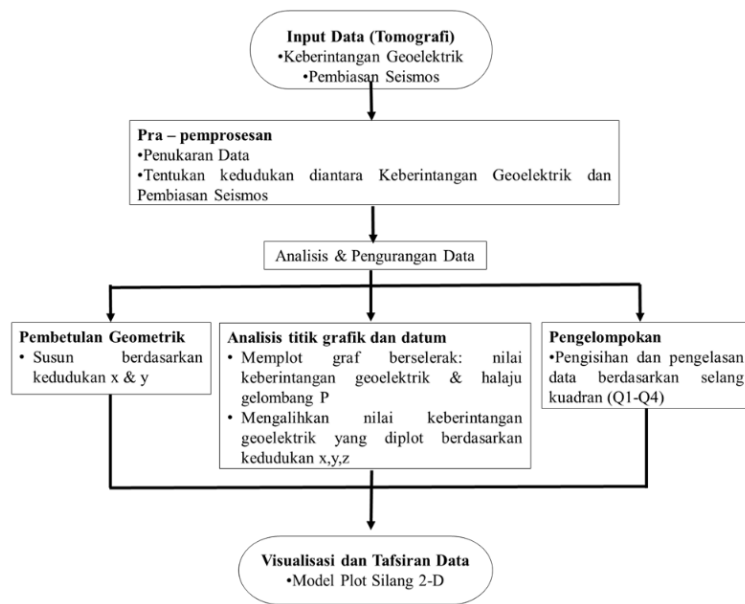 Input Data (Tomografi)
•Keberintangan Geoelektrik
•Pembiasan Seismos
Pra – pemprosesan
•Penukaran Data
•Tentukan kedudukan diantara Keberintangan Geoelektrik dan
Pembiasan Seismos
Analisis & Pengurangan Data
Pembetulan Geometrik
• Susun berdasarkan
kedudukan x & y
Analisis titik grafik dan datum
• Memplot graf berselerak: nilai
keberintangan geoelektrik & halaju
gelombang P
• Mengalihkan nilai keberintangan
geoelektrik yang diplot berdasarkan
kedudukan x,y,z
Pengelompokan
•Pengisihan dan pengelasan
data berdasarkan selang
kuadran (Q1-Q4)
Visualisasi dan Tafsiran Data
•Model Plot Silang 2-D